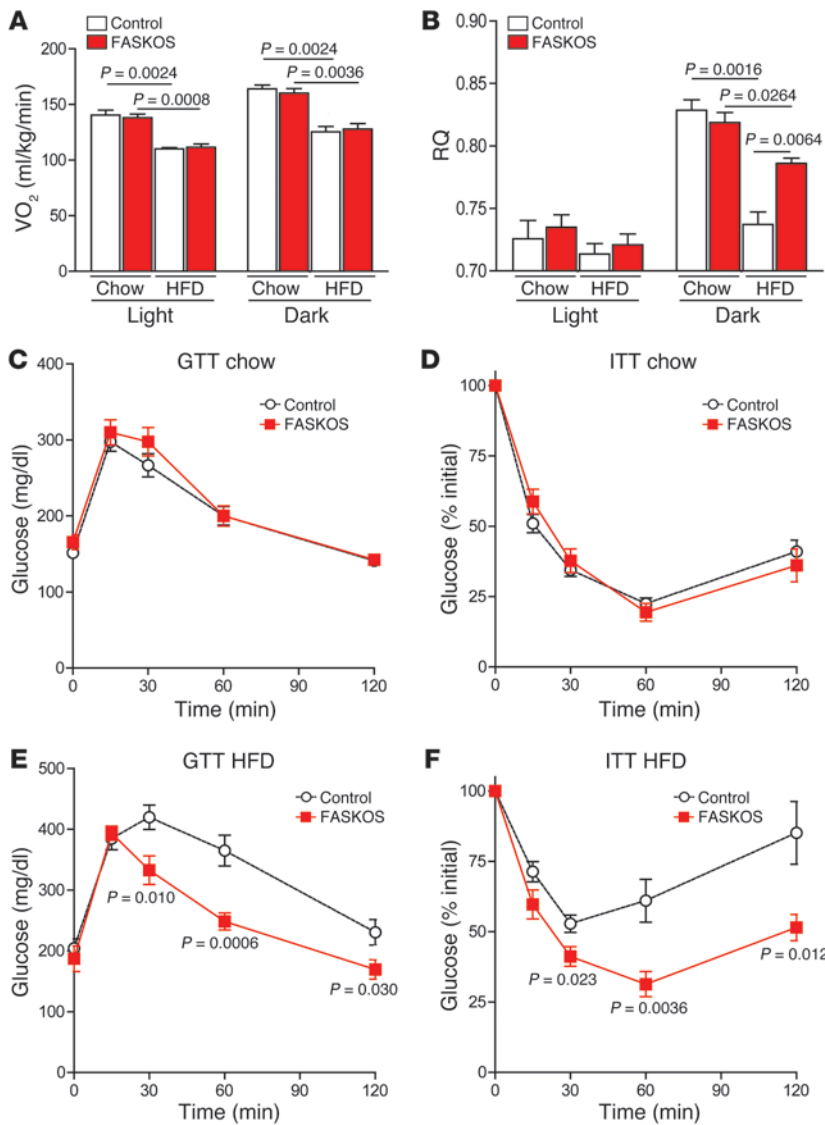 A
Control
FASKOS
P = 0.0024
P = 0.0008
P = 0.0024
P = 0.0036
VO2 (ml/kg/min)
200
150
100
50
0
Chow HFD Chow HFD
Light Dark
B
Control
FASKOS
P = 0.0016
P = 0.0264
P = 0.0064
RQ
0.90
0.85
0.80
0.75
0.70
Chow HFD Chow HFD
Light Dark
C
GTT chow
Control
FASKOS
Glucose (mg/dl)
400
300
200
100
0
0 30 60 90 120
Time (min)
D
ITT chow
Control
FASKOS
Glucose (% initial)
100
50
25
0
0 30 60 90 120
Time (min)
E
GTT HFD
Control
FASKOS
P = 0.010
P = 0.0006
P = 0.030
Glucose (mg/dl)
500
400
300
200
100
0
0 30 60 90 120
Time (min)
F
ITT HFD
Control
FASKOS
P = 0.023
P = 0.0036
P = 0.012
Glucose (% initial)
100
75
50
25
0
0 30 60 90 120
Time (min)